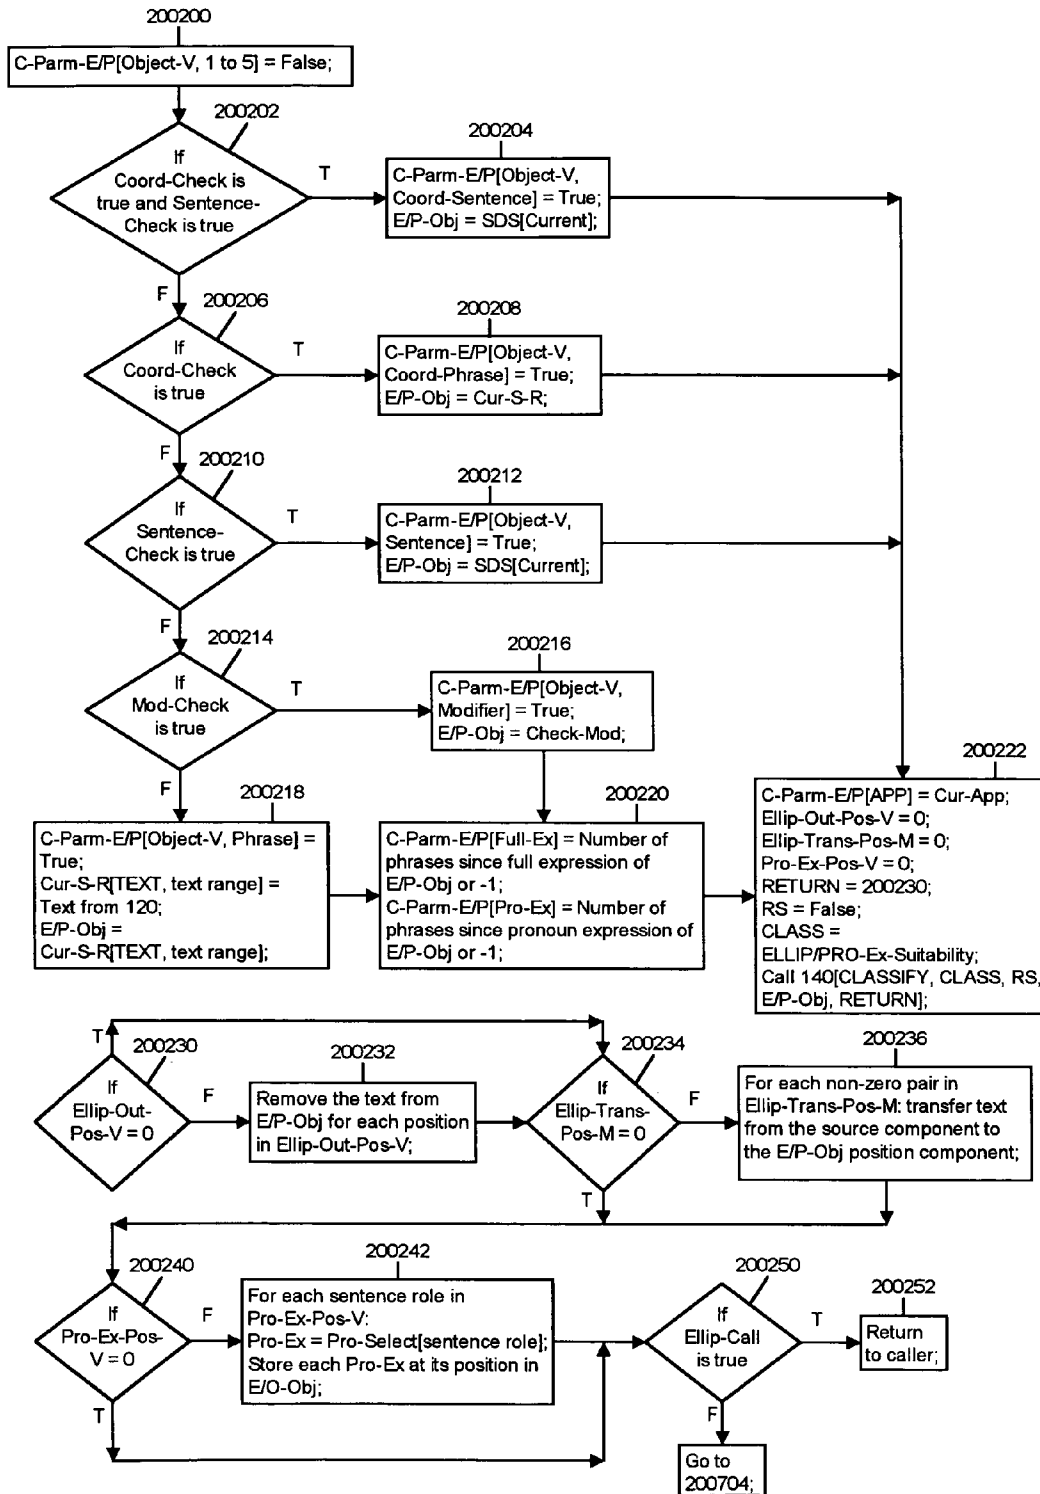 200200
C-Parm-E/P[Object-V, 1 to 5] = False;
200202
If
Coord-Check is
true and Sentence-
Check is true
T
F
200204
C-Parm-E/P[Object-V,
Coord-Sentence] = True;
E/P-Obj = SDS[Current];
200206
If
Coord-Check
is true
T
F
200208
C-Parm-E/P[Object-V,
Coord-Phrase] = True;
E/P-Obj = Cur-S-R;
200210
If
Sentence-
Check is true
T
F
200212
C-Parm-E/P[Object-V,
Sentence] = True;
E/P-Obj = SDS[Current];
200214
If
Mod-Check
is true
T
F
200216
C-Parm-E/P[Object-V,
Modifier] = True;
E/P-Obj = Check-Mod;
200218
C-Parm-E/P[Object-V, Phrase] =
True;
Cur-S-R[TEXT, text range] =
Text from 120;
E/P-Obj =
Cur-S-R[TEXT, text range];
200220
C-Parm-E/P[Full-Ex] = Number of
phrases since full expression of
E/P-Obj or -1;
C-Parm-E/P[Pro-Ex] = Number of
phrases since pronoun expression of
E/P-Obj or -1;
200222
C-Parm-E/P[APP] = Cur-App;
Ellip-Out-Pos-V = 0;
Ellip-Trans-Pos-M = 0;
Pro-Ex-Pos-V = 0;
RETURN = 200230;
RS = False;
CLASS =
ELLIP/PRO-Ex-Suitability;
Call 140[CLASSIFY, CLASS, RS,
E/P-Obj, RETURN];
200230
If
Ellip-Out-
Pos-V = 0
T
F
200232
Remove the text from
E/P-Obj for each position
in Ellip-Out-Pos-V;
200234
If
Ellip-Trans-
Pos-M = 0
F
T
200236
For each non-zero pair in
Ellip-Trans-Pos-M: transfer text
from the source component to
the E/P-Obj position component;
200240
If
Pro-Ex-Pos-
V = 0
F
T
200242
For each sentence role in
Pro-Ex-Pos-V:
Pro-Ex = Pro-Select[sentence role];
Store each Pro-Ex at its position in
E/O-Obj;
200250
If
Ellip-Call
is true
T
F
200252
Return
to caller;
Go to
200704;